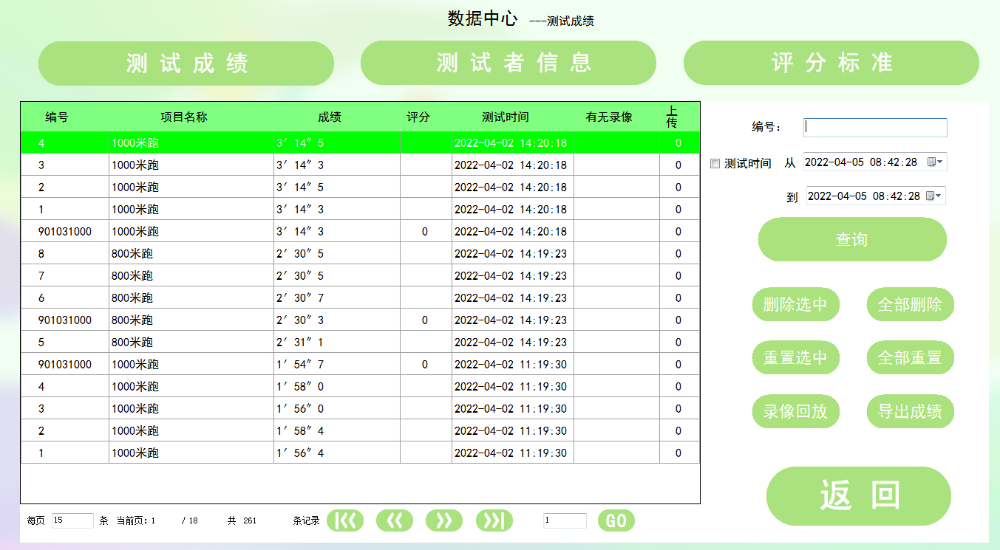 数据中心 ---测试成绩
测试成绩 测试者信息 评分标准
编号 项目名称 成绩 评分 测试时间 有无录像 上传
4 1000米跑 3′14″5 2022-04-02 14:20:18 0
3 1000米跑 3′14″3 2022-04-02 14:20:18 0
2 1000米跑 3′14″5 2022-04-02 14:20:18 0
1 1000米跑 3′14″3 2022-04-02 14:20:18 0
901031000 1000米跑 3′14″3 0 2022-04-02 14:20:18 0
8 800米跑 2′30″5 2022-04-02 14:19:23 0
7 800米跑 2′30″5 2022-04-02 14:19:23 0
6 800米跑 2′30″7 2022-04-02 14:19:23 0
901031000 800米跑 2′30″3 0 2022-04-02 14:19:23 0
5 800米跑 2′31″1 2022-04-02 14:19:23 0
901031000 1000米跑 1′54″7 0 2022-04-02 11:19:30 0
4 1000米跑 1′58″0 2022-04-02 11:19:30 0
3 1000米跑 1′56″0 2022-04-02 11:19:30 0
2 1000米跑 1′58″4 2022-04-02 11:19:30 0
1 1000米跑 1′56″4 2022-04-02 11:19:30 0
每页 15 条 当前页：1 / 18 共 261 条记录 1 GO
编号：
测试时间 从 2022-04-05 08:42:28
到 2022-04-05 08:42:28
查询
删除选中 全部删除
重置选中 全部重置
录像回放 导出成绩
返回